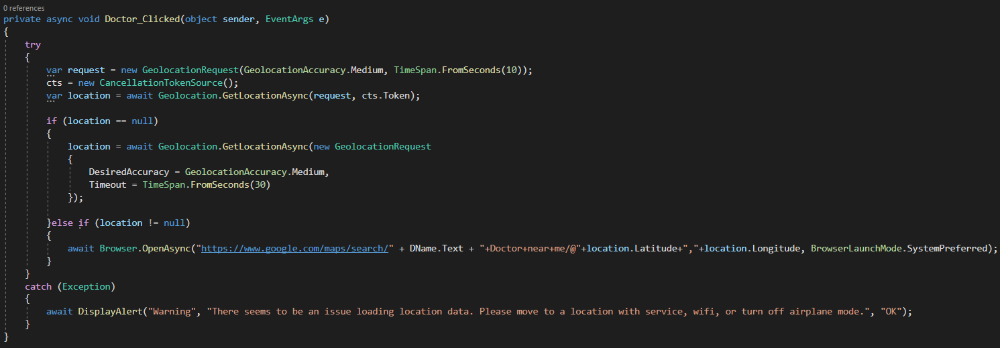 0 references
private async void Doctor_Clicked(object sender, EventArgs e)
{
    try
    {
        var request = new GeolocationRequest(GeolocationAccuracy.Medium, TimeSpan.FromSeconds(10));
        cts = new CancellationTokenSource();
        var location = await Geolocation.GetLocationAsync(request, cts.Token);

        if (location == null)
        {
            location = await Geolocation.GetLocationAsync(new GeolocationRequest
            {
                DesiredAccuracy = GeolocationAccuracy.Medium,
                Timeout = TimeSpan.FromSeconds(30)
            });

        }else if (location != null)
        {
            await Browser.OpenAsync("https://www.google.com/maps/search/" + DName.Text + "+Doctor+near+me/@"+location.Latitude+","+location.Longitude, BrowserLaunchMode.SystemPreferred);
        }
    }
    catch (Exception)
    {
        await DisplayAlert("Warning", "There seems to be an issue loading location data. Please move to a location with service, wifi, or turn off airplane mode.", "OK");
    }
}